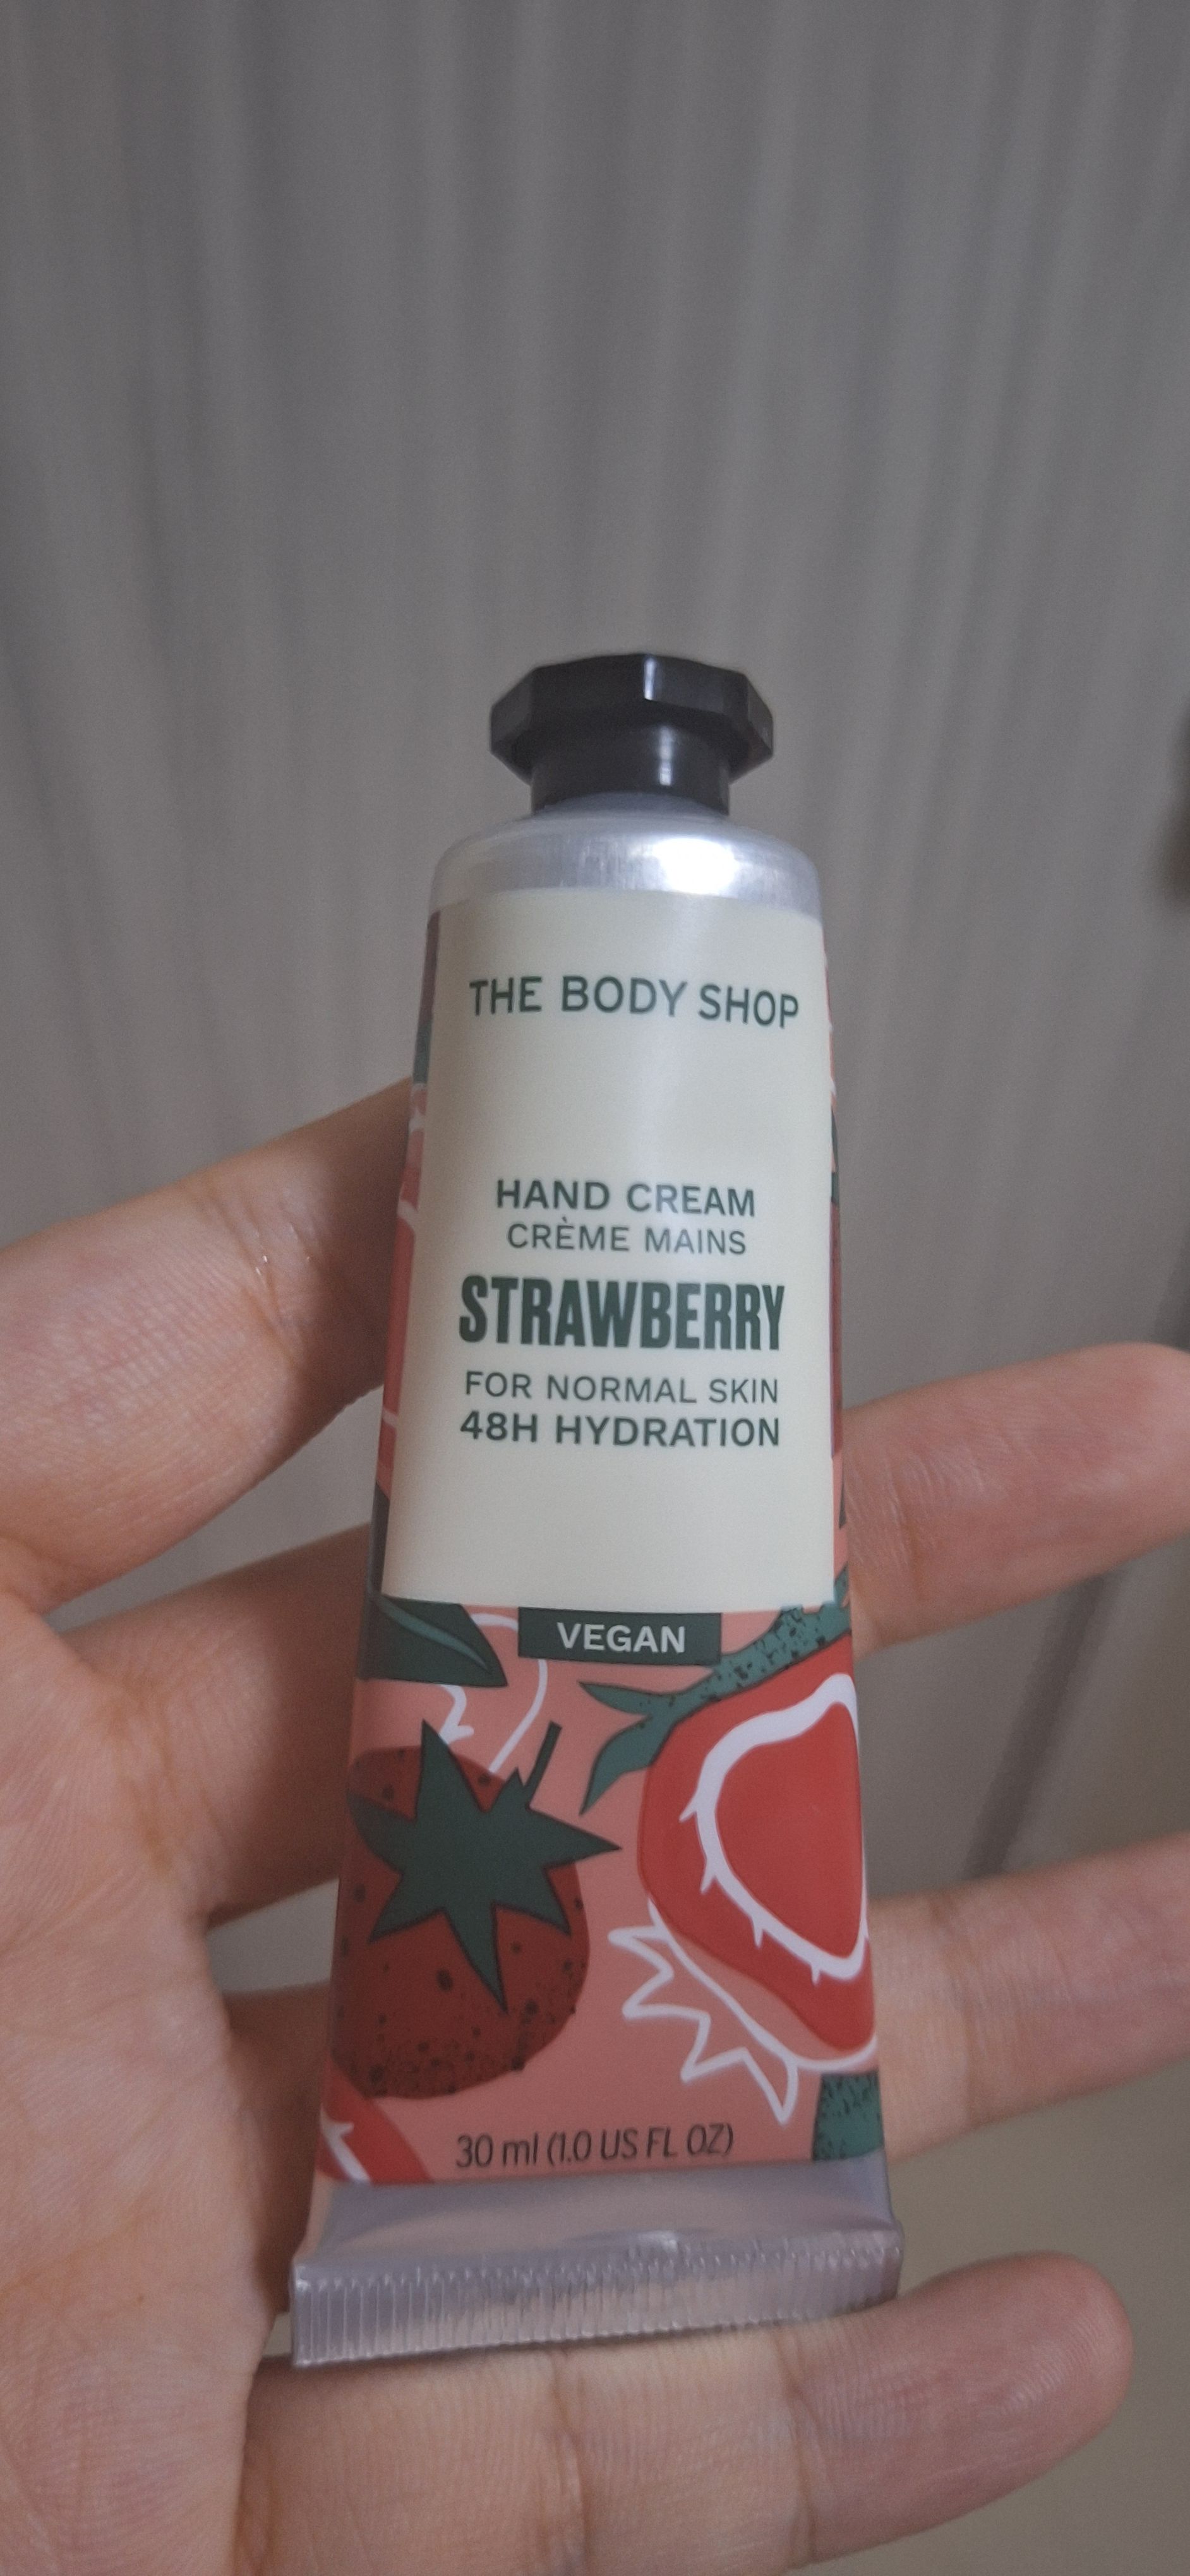 THE BODY SHOP
HAND CREAM
CRÈME MAINS
STRAWBERRY
FOR NORMAL SKIN
48H HYDRATION
VEGAN
30 ml (1.0 US FL OZ)